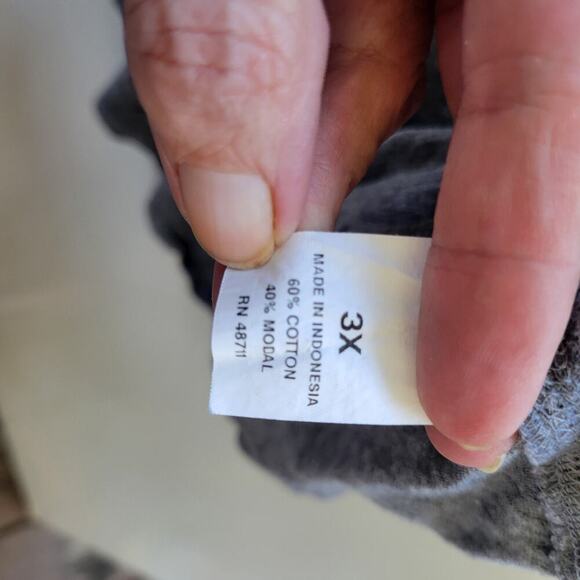 3X
MADE IN INDONESIA
60% COTTON
40% MODAL
RN 48711